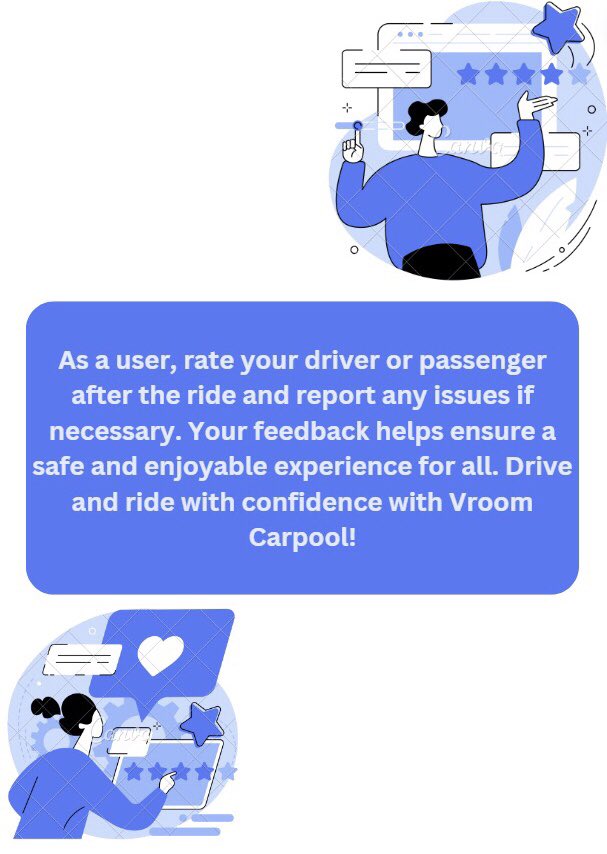 As a user, rate your driver or passenger
after the ride and report any issues if
necessary. Your feedback helps ensure a
safe and enjoyable experience for all. Drive
and ride with confidence with Vroom
Carpool!